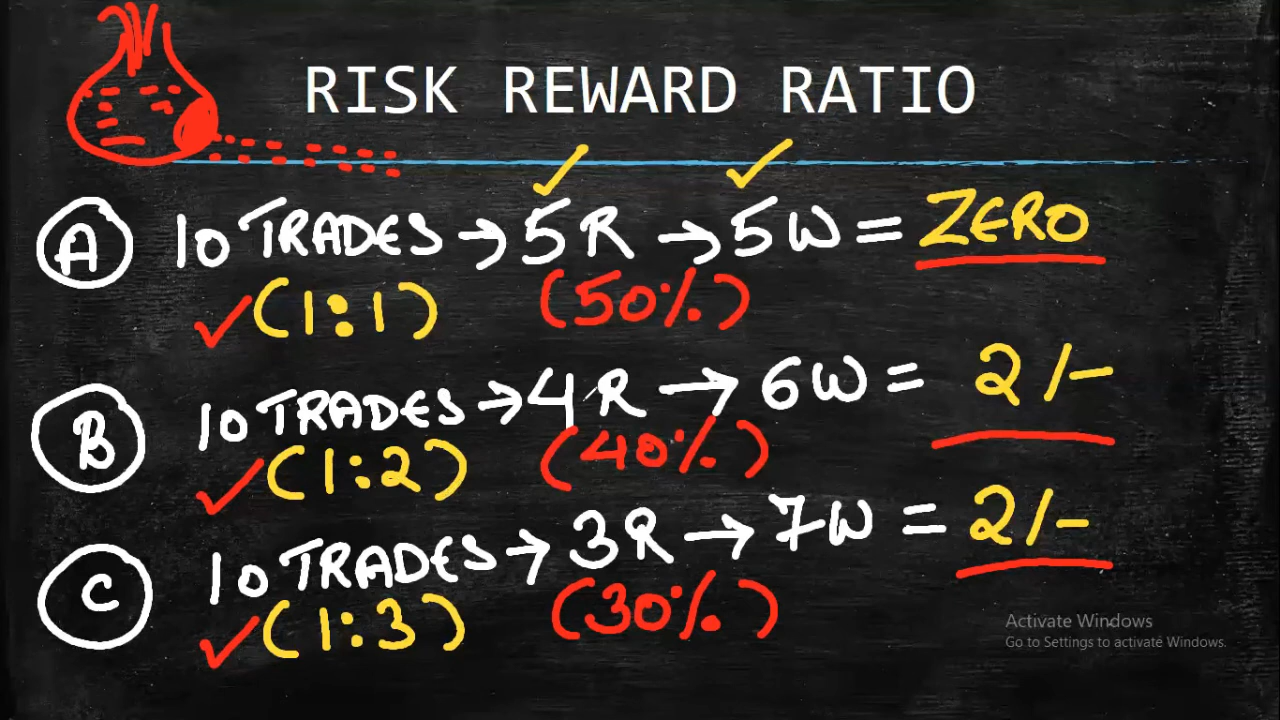 RISK REWARD RATIO
A 10 TRADES → 5 R → 5 W = ZERO
(1:1) (50%)
B 10 TRADES → 4 R → 6 W = 2/-
(1:2) (40%)
C 10 TRADES → 3 R → 7 W = 2/-
(1:3) (30%)
Activate Windows
Go to Settings to activate Windows.